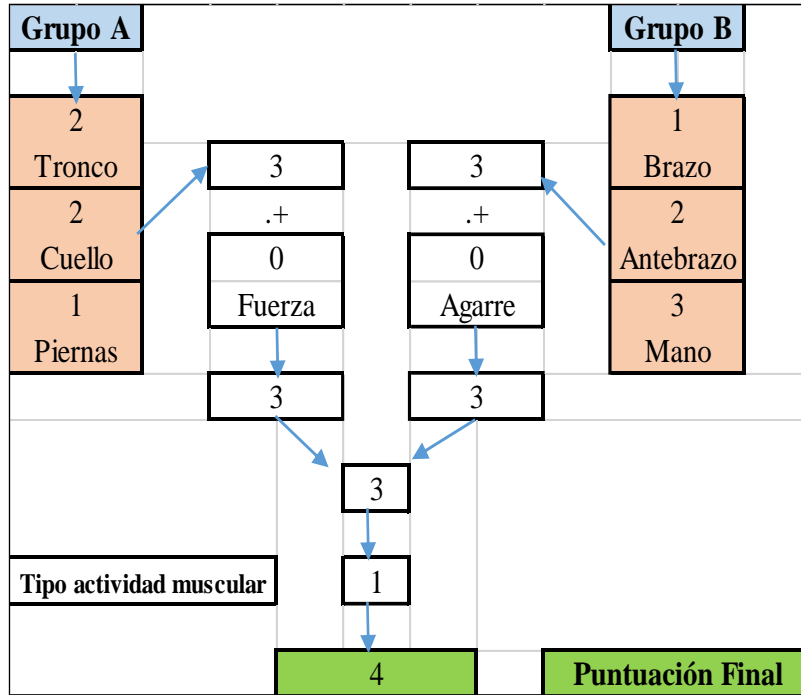 Grupo A
Grupo B
2
Tronco
2
Cuello
1
Piernas
3
.+
0
Fuerza
3
3
.+
0
Agarre
3
1
Brazo
2
Antebrazo
3
Mano
3
Tipo actividad muscular
1
4
Puntuación Final